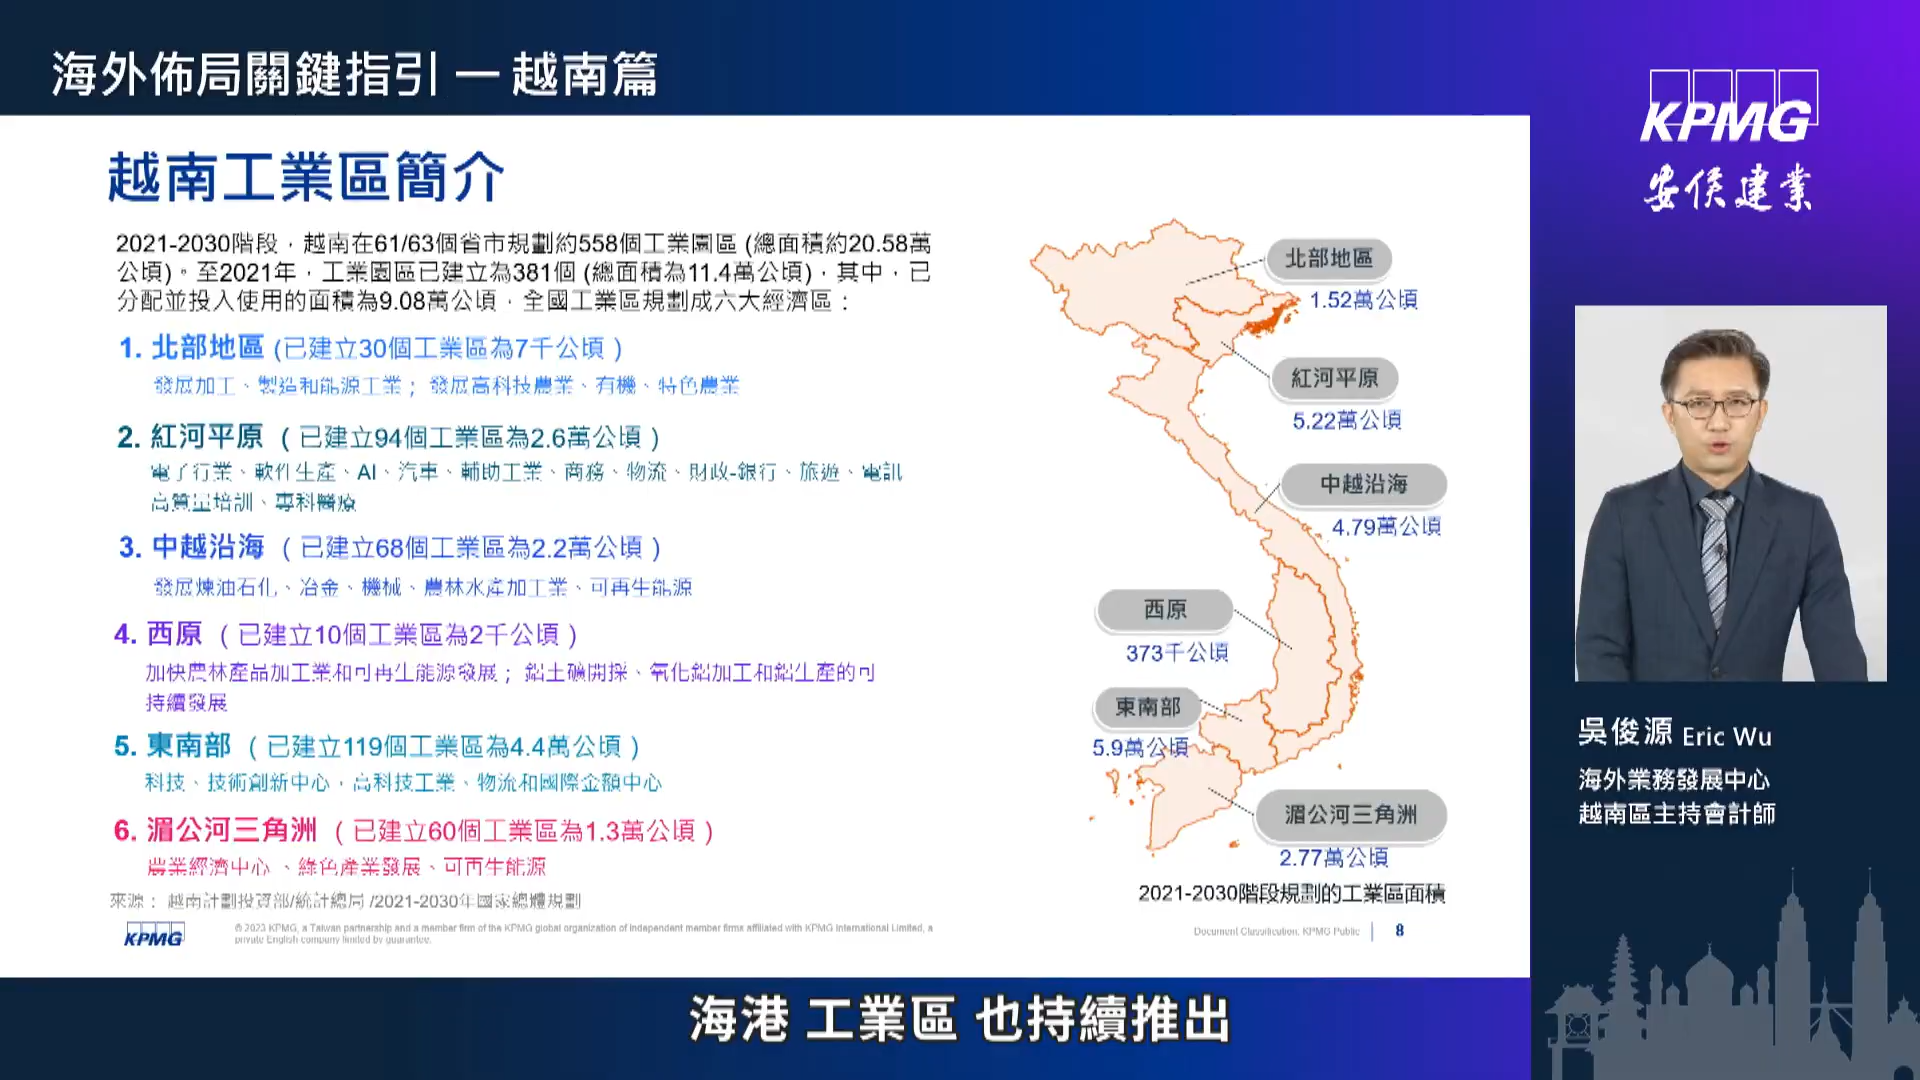 海外佈局關鍵指引 — 越南篇
KPMG
安侯建業
越南工業區簡介
2021-2030階段，越南在61/63個省市規劃約558個工業園區 (總面積約20.58萬
公頃)。至2021年，工業園區已建立為381個 (總面積為11.4萬公頃)，其中，已
分配並投入使用的面積為9.08萬公頃，全國工業區規劃成六大經濟區：
1. 北部地區 (已建立30個工業區為7千公頃 )
發展加工、製造和能源工業； 發展高科技農業、有機、特色農業
2. 紅河平原 ( 已建立94個工業區為2.6萬公頃 )
電子行業、軟件生產、AI、汽車、輔助工業、商務、物流、財政-銀行、旅遊、電訊
高質量培訓、專科醫療
3. 中越沿海 ( 已建立68個工業區為2.2萬公頃 )
發展煉油石化、冶金、機械、農林水產加工業、可再生能源
4. 西原 ( 已建立10個工業區為2千公頃 )
加快農林產品加工業和可再生能源發展； 鋁土礦開採、氧化鋁加工和鋁生產的可
持續發展
5. 東南部 ( 已建立119個工業區為4.4萬公頃 )
科技、技術創新中心，高科技工業、物流和國際金額中心
6. 湄公河三角洲 ( 已建立60個工業區為1.3萬公頃 )
農業經濟中心 、綠色產業發展、可再生能源
來源： 越南計劃投資部/統計總局 /2021-2030年國家總體規劃
北部地區
1.52萬公頃
紅河平原
5.22萬公頃
中越沿海
4.79萬公頃
西原
373千公頃
東南部
5.9萬公頃
湄公河三角洲
2.77萬公頃
2021-2030階段規劃的工業區面積
KPMG
© 2023 KPMG, a Taiwan partnership and a member firm of the KPMG global organization of independent member firms affiliated with KPMG International Limited, a
private English company limited by guarantee.
Document Classification: KPMG Public
8
吳俊源 Eric Wu
海外業務發展中心
越南區主持會計師
海港 工業區 也持續推出